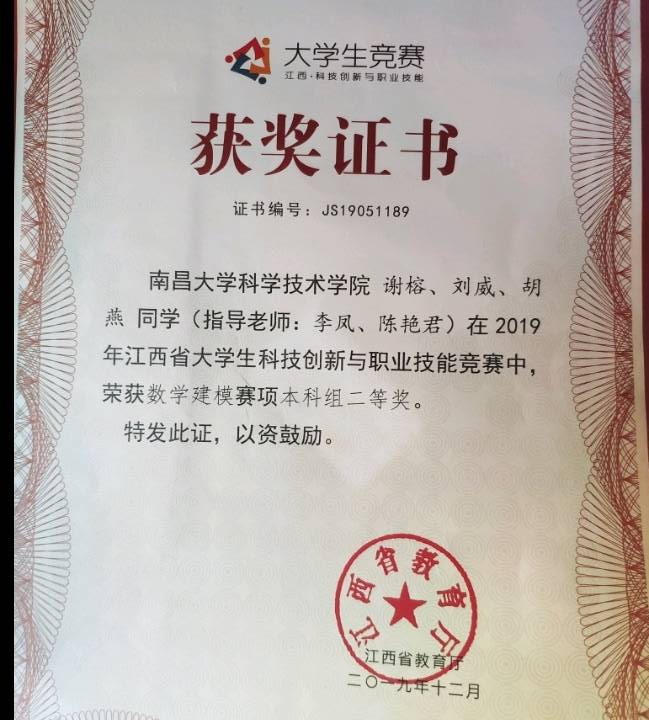 大学生竞赛
江西·科技创新与职业技能
获奖证书
证书编号：JS19051189
南昌大学科学技术学院 谢榕、刘威、胡
燕 同学（指导老师：李凤、陈艳君）在 2019
年江西省大学生科技创新与职业技能竞赛中，
荣获数学建模赛项本科组二等奖。
特发此证，以资鼓励。
江西省教育厅
江西省教育厅
二〇一九年十二月